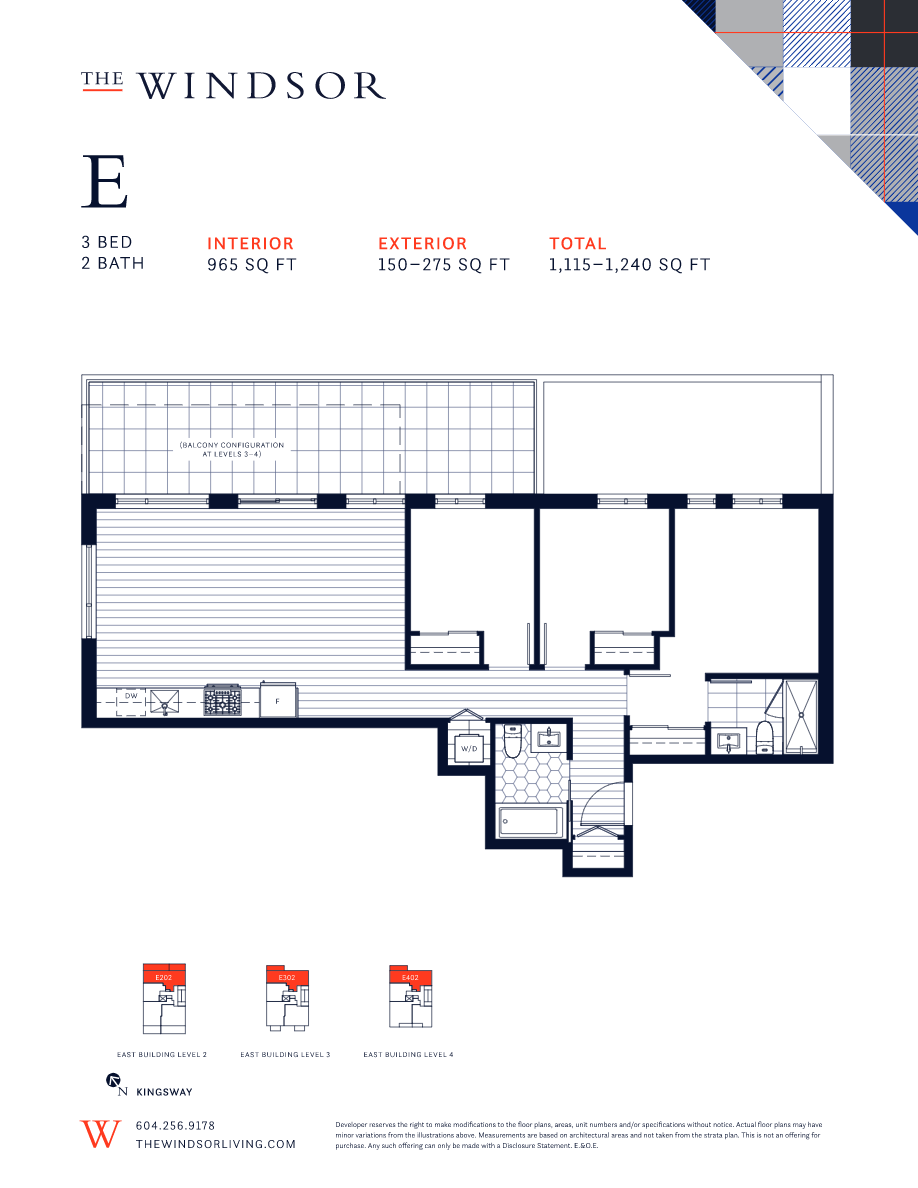 THE WINDSOR
E
3 BED
2 BATH
INTERIOR
965 SQ FT
EXTERIOR
150–275 SQ FT
TOTAL
1,115–1,240 SQ FT
(BALCONY CONFIGURATION
AT LEVELS 3–4)
DW
F
W/D
E202
E302
E402
EAST BUILDING LEVEL 2
EAST BUILDING LEVEL 3
EAST BUILDING LEVEL 4
N
KINGSWAY
W
604.256.9178
THEWINDSORLIVING.COM
Developer reserves the right to make modifications to the floor plans, areas, unit numbers and/or specifications without notice. Actual floor plans may have
minor variations from the illustrations above. Measurements are based on architectural areas and not taken from the strata plan. This is not an offering for
purchase. Any such offering can only be made with a Disclosure Statement. E.&O.E.